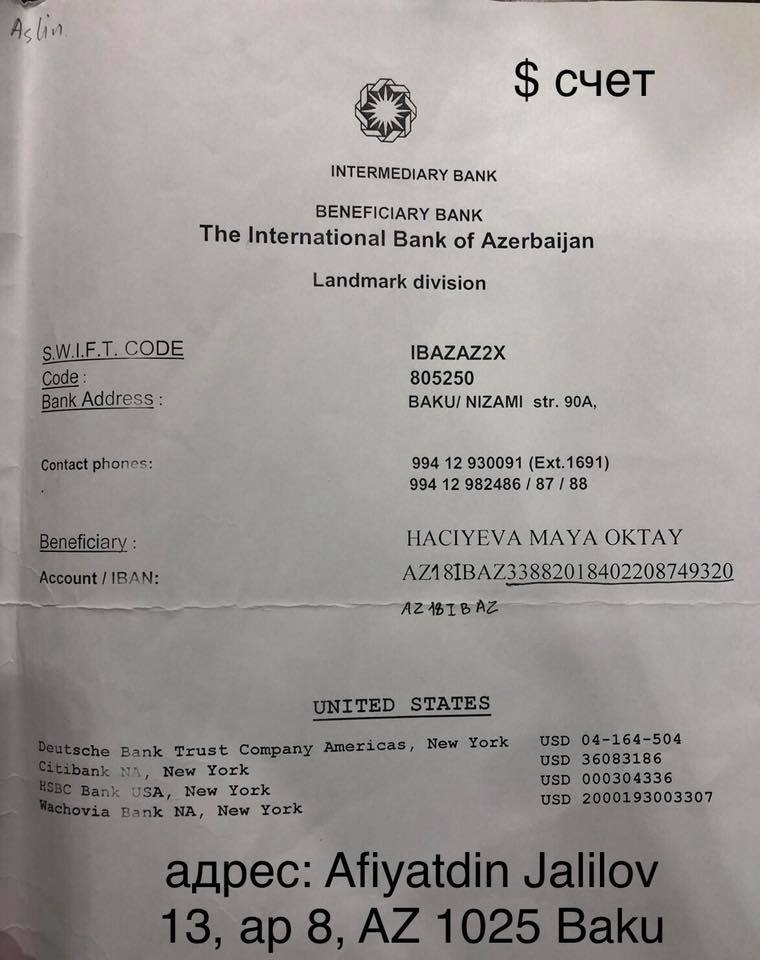 Aslin
$ счет
INTERMEDIARY BANK
BENEFICIARY BANK
The International Bank of Azerbaijan
Landmark division
S.W.I.F.T. CODE IBAZAZ2X
Code : 805250
Bank Address : BAKU/ NIZAMI str. 90A,
Contact phones: 994 12 930091 (Ext.1691)
. 994 12 982486 / 87 / 88
Beneficiary : HACIYEVA MAYA OKTAY
Account / IBAN: AZ18IBAZ33882018402208749320
AZ18IBAZ
UNITED STATES
Deutsche Bank Trust Company Americas, New York USD 04-164-504
Citibank NA, New York USD 36083186
HSBC Bank USA, New York USD 000304336
Wachovia Bank NA, New York USD 2000193003307
адрес: Afiyatdin Jalilov
13, ap 8, AZ 1025 Baku